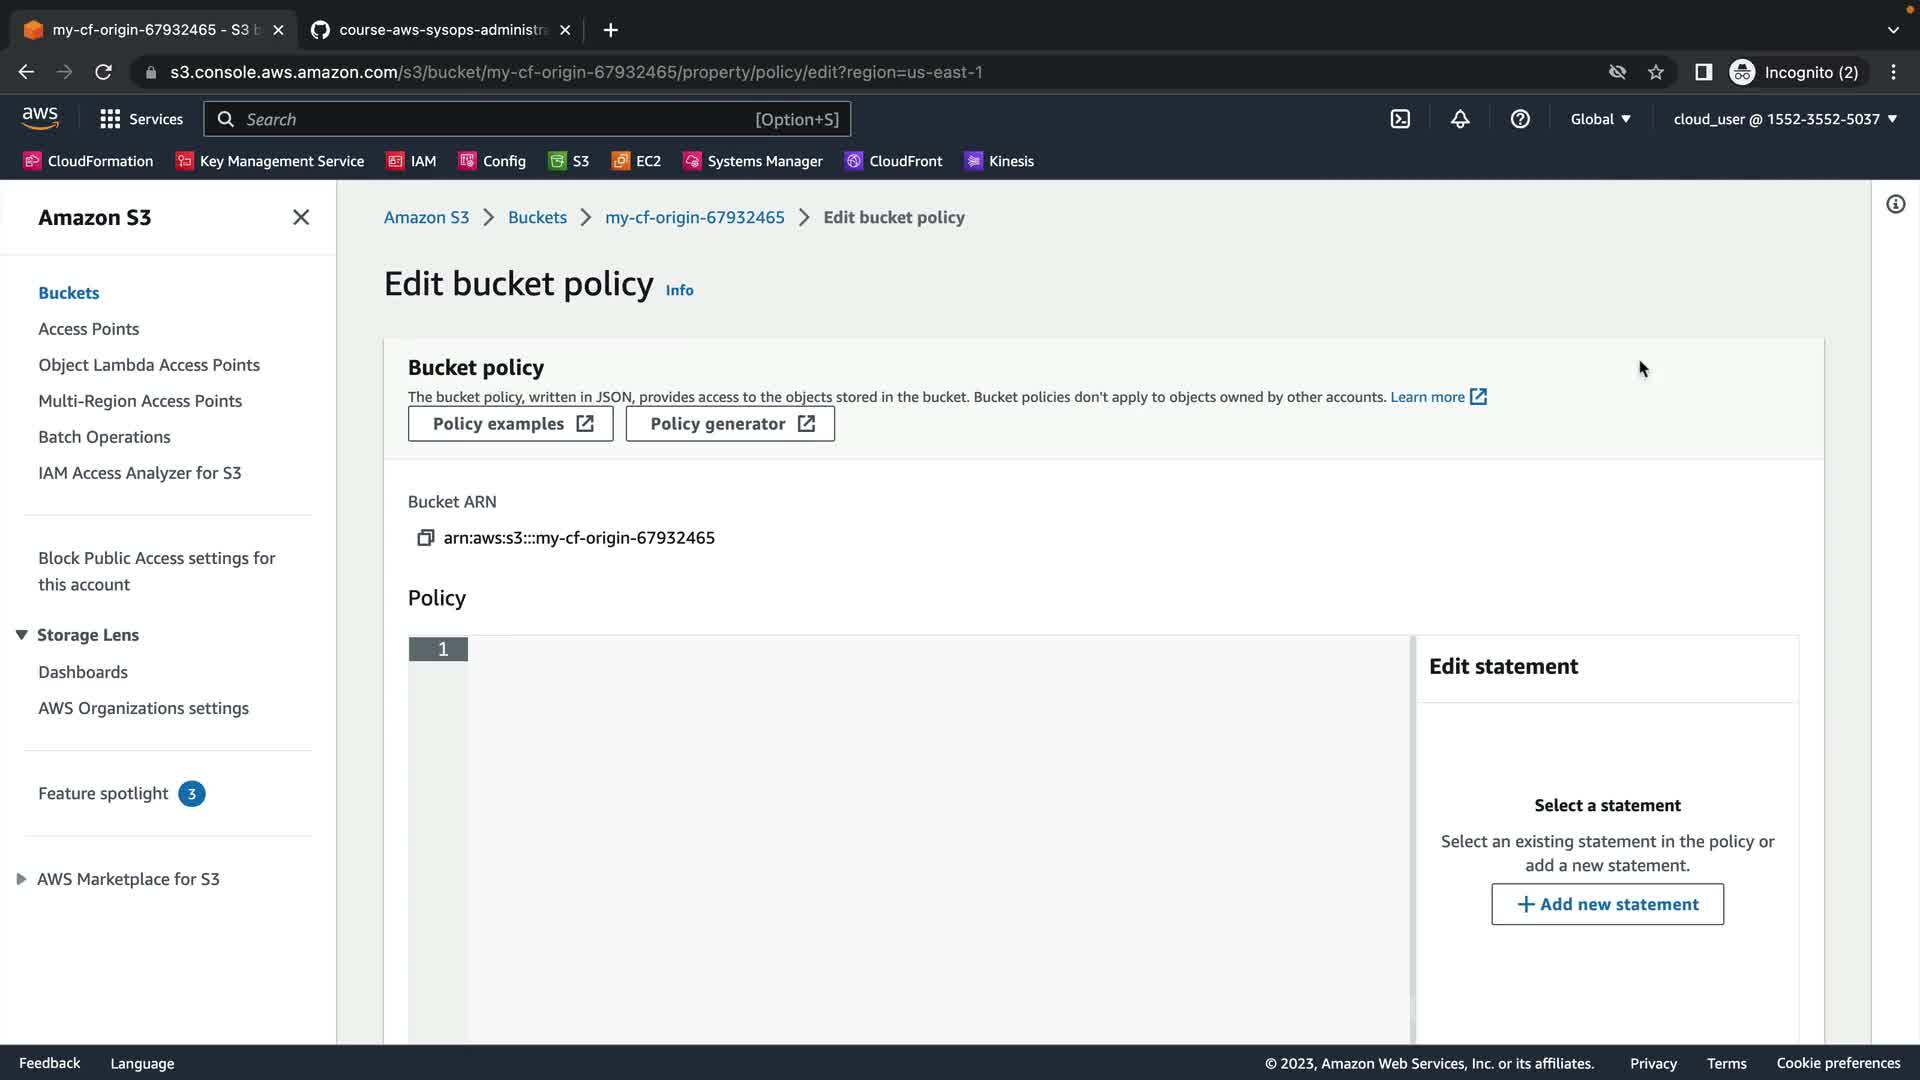 my-cf-origin-67932465 - S3 b
course-aws-sysops-administra
s3.console.aws.amazon.com/s3/bucket/my-cf-origin-67932465/property/policy/edit?region=us-east-1
Incognito (2)
aws
Services
Search
[Option+S]
Global
cloud_user @ 1552-3552-5037
CloudFormation
Key Management Service
IAM
Config
S3
EC2
Systems Manager
CloudFront
Kinesis
Amazon S3
Buckets
Access Points
Object Lambda Access Points
Multi-Region Access Points
Batch Operations
IAM Access Analyzer for S3
Block Public Access settings for
this account
Storage Lens
Dashboards
AWS Organizations settings
Feature spotlight 3
AWS Marketplace for S3
Amazon S3 > Buckets > my-cf-origin-67932465 > Edit bucket policy
Edit bucket policy Info
Bucket policy
The bucket policy, written in JSON, provides access to the objects stored in the bucket. Bucket policies don't apply to objects owned by other accounts. Learn more
Policy examples
Policy generator
Bucket ARN
arn:aws:s3:::my-cf-origin-67932465
Policy
1
Edit statement
Select a statement
Select an existing statement in the policy or
add a new statement.
+ Add new statement
Feedback
Language
© 2023, Amazon Web Services, Inc. or its affiliates.
Privacy
Terms
Cookie preferences